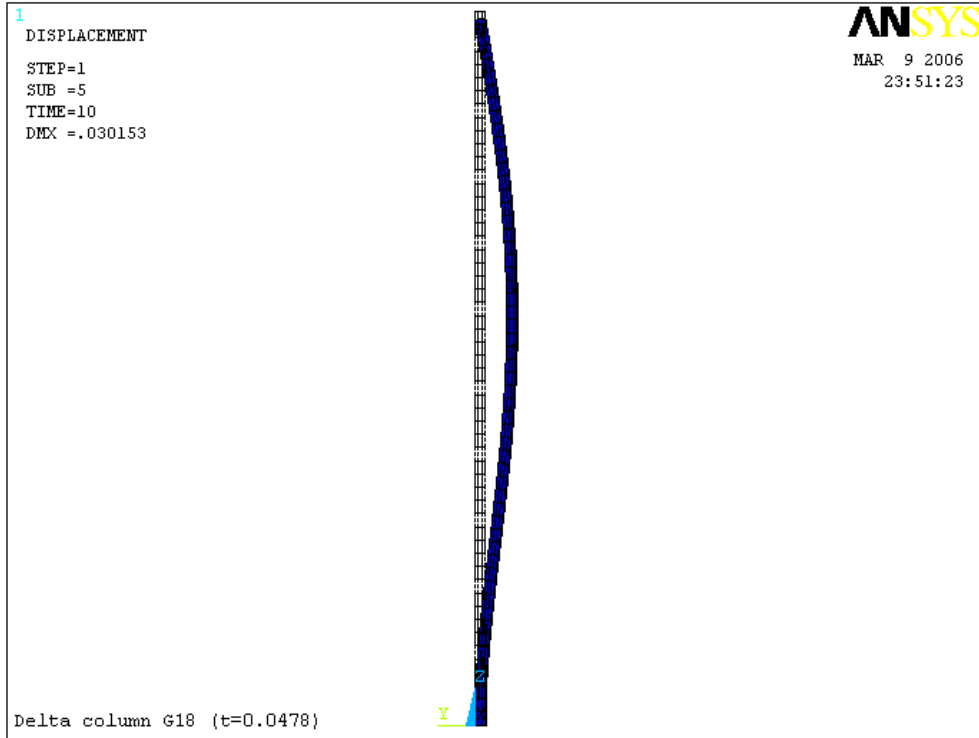 1
DISPLACEMENT
STEP=1
SUB =5
TIME=10
DMX =.030153
ANSYS
MAR 9 2006
23:51:23
Z
Y
Delta column G18 (t=0.0478)